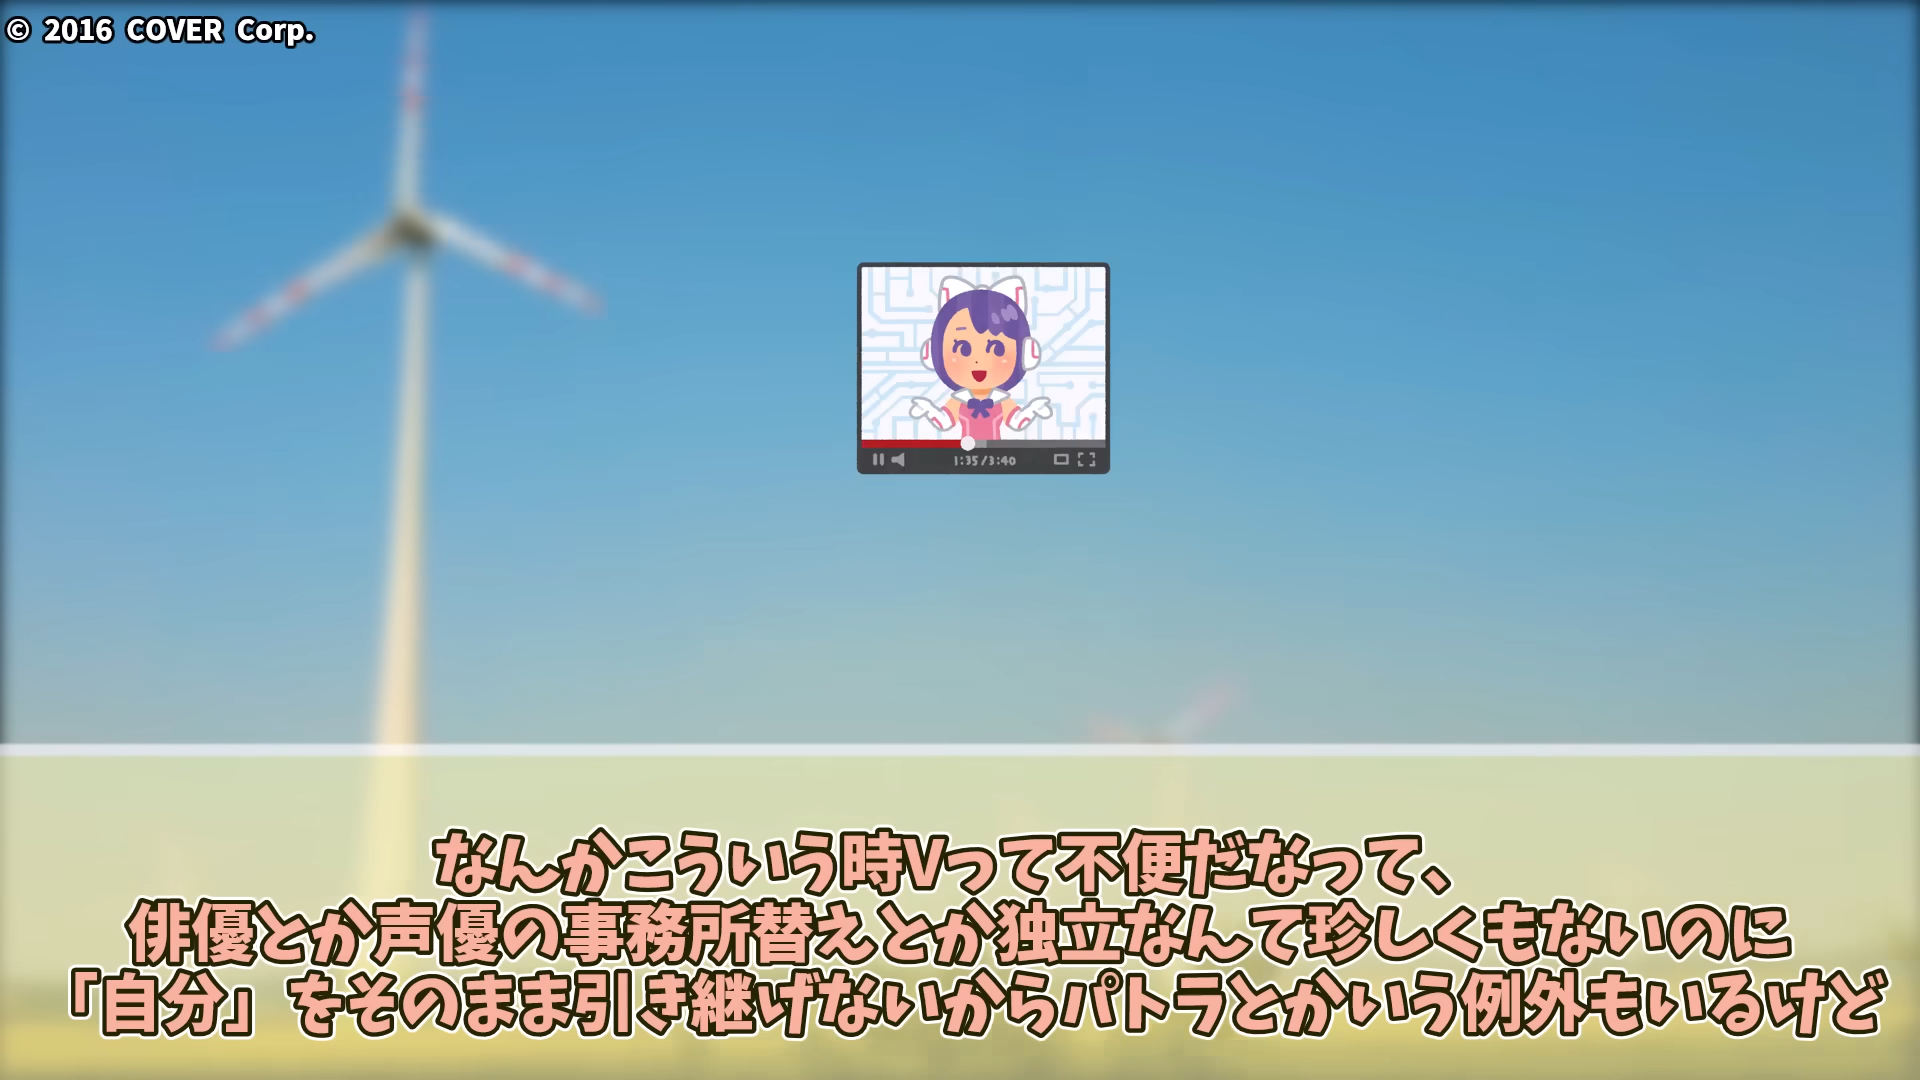 © 2016 COVER Corp.
1:35/3:40
なんかこういう時Vって不便だなって、
俳優とか声優の事務所替えとか独立なんて珍しくもないのに
「自分」をそのまま引き継げないからパトラとかいう例外もいるけど